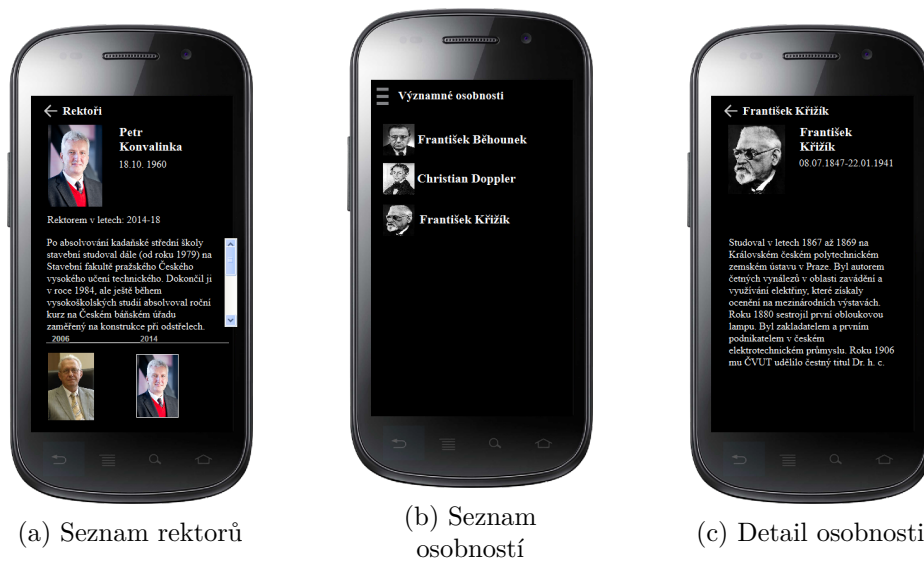 Rektoři
Petr
Konvalinka
18.10. 1960
Rektorem v letech: 2014-18
Po absolvování kadaňské střední školy
stavební studoval dále (od roku 1979) na
Stavební fakultě pražského Českého
vysokého učení technického. Dokončil ji
v roce 1984, ale ještě během
vysokoškolských studií absolvoval roční
kurz na Českém báňském úřadu
zaměřený na konstrukce při odstřelech.
2006 2014
(a) Seznam rektorů
Významné osobnosti
František Běhounek
Christian Doppler
František Křižík
(b) Seznam
osobností
František Křižík
František
Křižík
08.07.1847-22.01.1941
Studoval v letech 1867 až 1869 na
Královském českém polytechnickém
zemském ústavu v Praze. Byl autorem
četných vynálezů v oblasti zavádění a
využívání elektřiny, které získaly
ocenění na mezinárodních výstavách.
Roku 1880 sestrojil první obloukovou
lampu. Byl zakladatelem a prvním
podnikatelem v českém
elektrotechnickém průmyslu. Roku 1906
mu ČVUT udělilo čestný titul Dr. h. c.
(c) Detail osobnosti